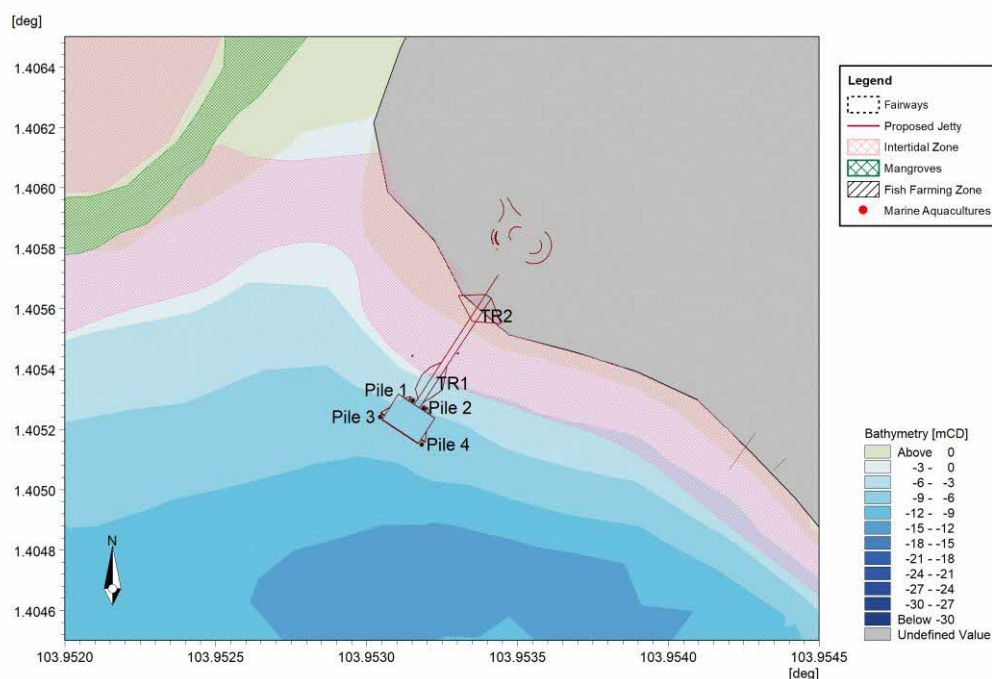 [deg]
1.4064
1.4062
1.4060
1.4058
1.4056
1.4054
1.4052
1.4050
1.4048
1.4046
103.9520
103.9525
103.9530
103.9535
103.9540
103.9545
[deg]
TR2
TR1
Pile 1
Pile 2
Pile 3
Pile 4
N
Legend
Fairways
Proposed Jetty
Intertidal Zone
Mangroves
Fish Farming Zone
Marine Aquacultures
Bathymetry [mCD]
Above 0
-3 - 0
-6 - -3
-9 - -6
-12 - -9
-15 - -12
-18 - -15
-21 - -18
-24 - -21
-27 - -24
-30 - -27
Below -30
Undefined Value